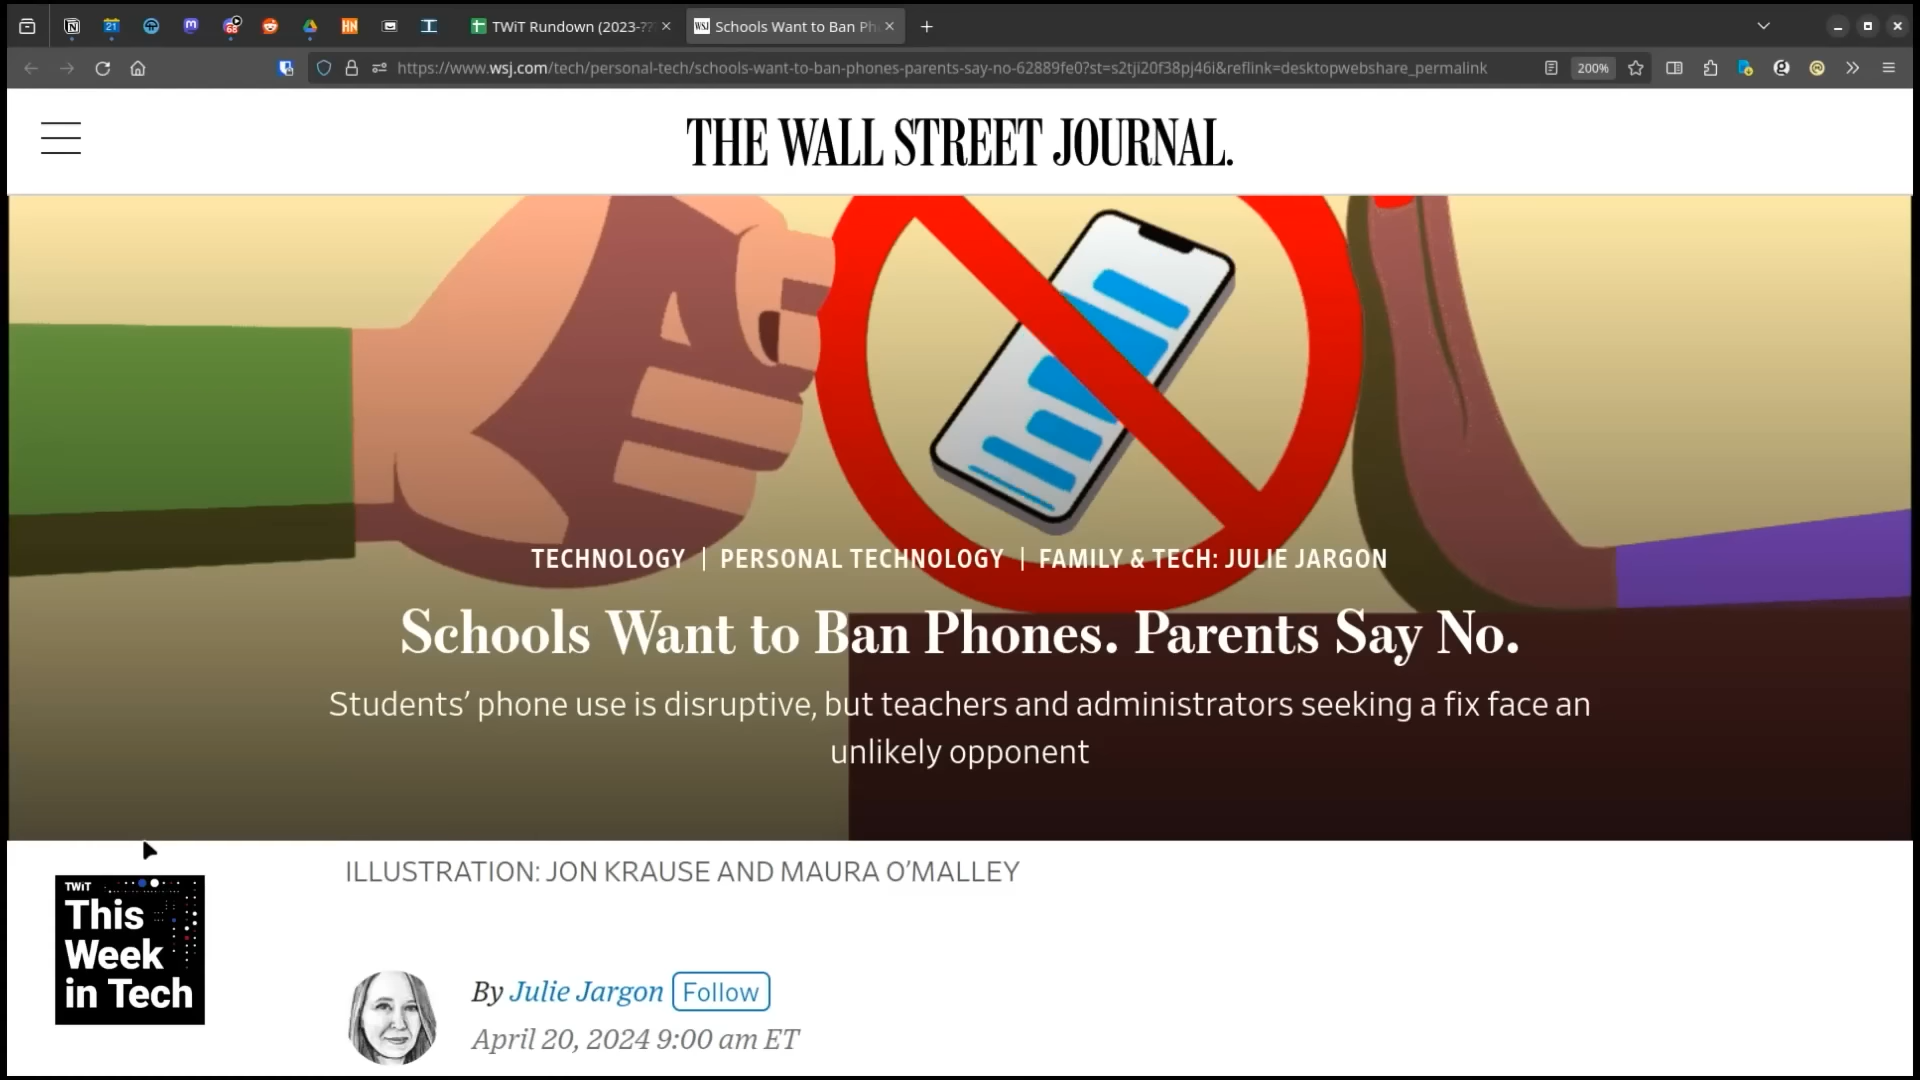 21
68
HN
TWiT Rundown (2023-??
WSJ
Schools Want to Ban Ph
https://www.wsj.com/tech/personal-tech/schools-want-to-ban-phones-parents-say-no-62889fe0?st=s2tji20f38pj46i&reflink=desktopwebshare_permalink
200%
THE WALL STREET JOURNAL.
TECHNOLOGY | PERSONAL TECHNOLOGY | FAMILY & TECH: JULIE JARGON
Schools Want to Ban Phones. Parents Say No.
Students’ phone use is disruptive, but teachers and administrators seeking a fix face an
unlikely opponent
ILLUSTRATION: JON KRAUSE AND MAURA O’MALLEY
TWiT
This
Week
in Tech
By Julie Jargon Follow
April 20, 2024 9:00 am ET